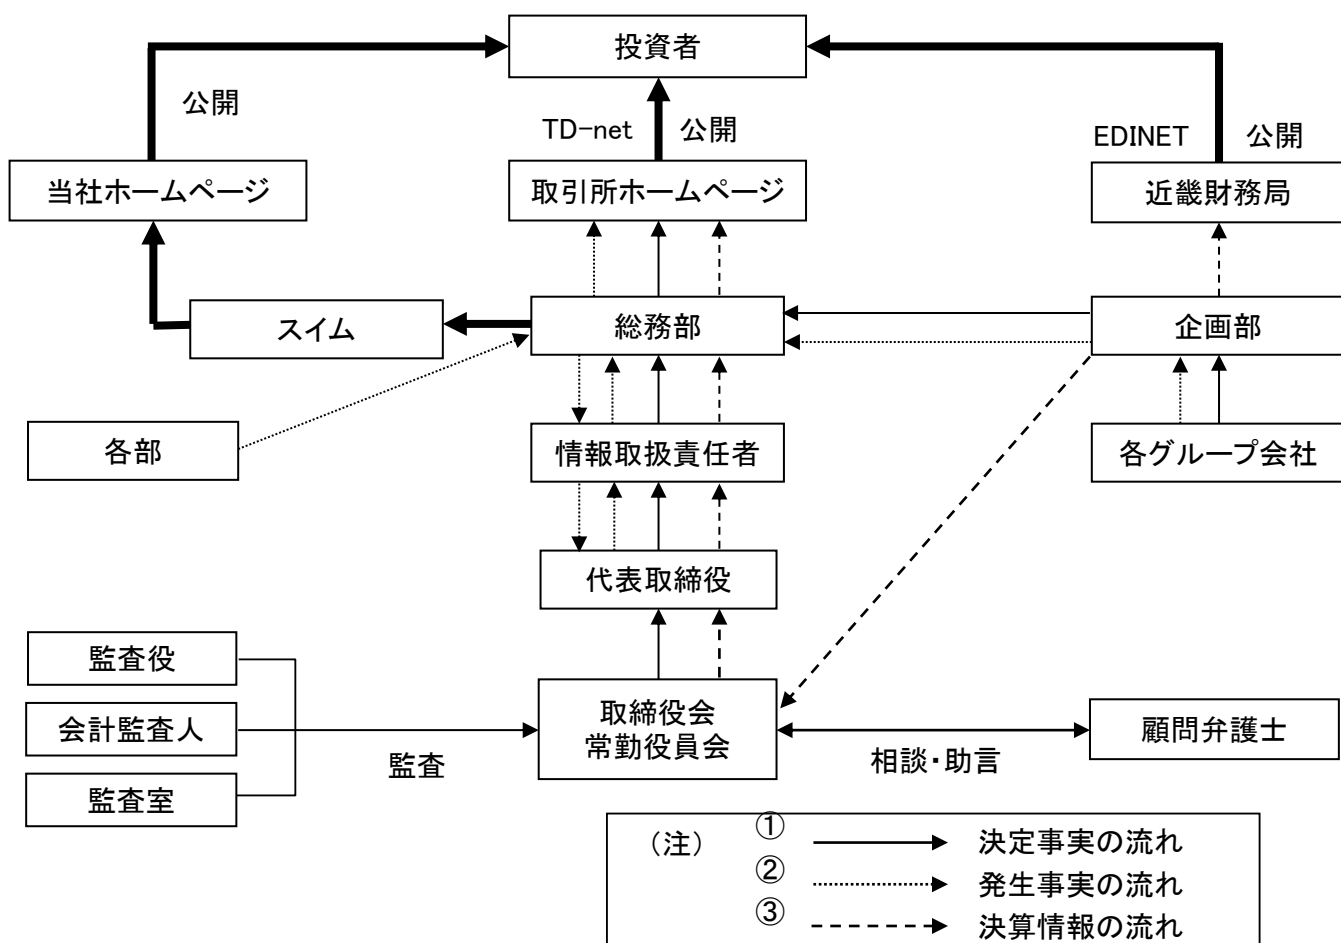 投資者
公開
TD-net 公開
EDINET 公開
当社ホームページ
取引所ホームページ
近畿財務局
スイム
総務部
企画部
各部
情報取扱責任者
各グループ会社
代表取締役
監査役
会計監査人
監査室
監査
取締役会
常勤役員会
相談・助言
顧問弁護士
(注)
① 決定事実の流れ
② 発生事実の流れ
③ 決算情報の流れ